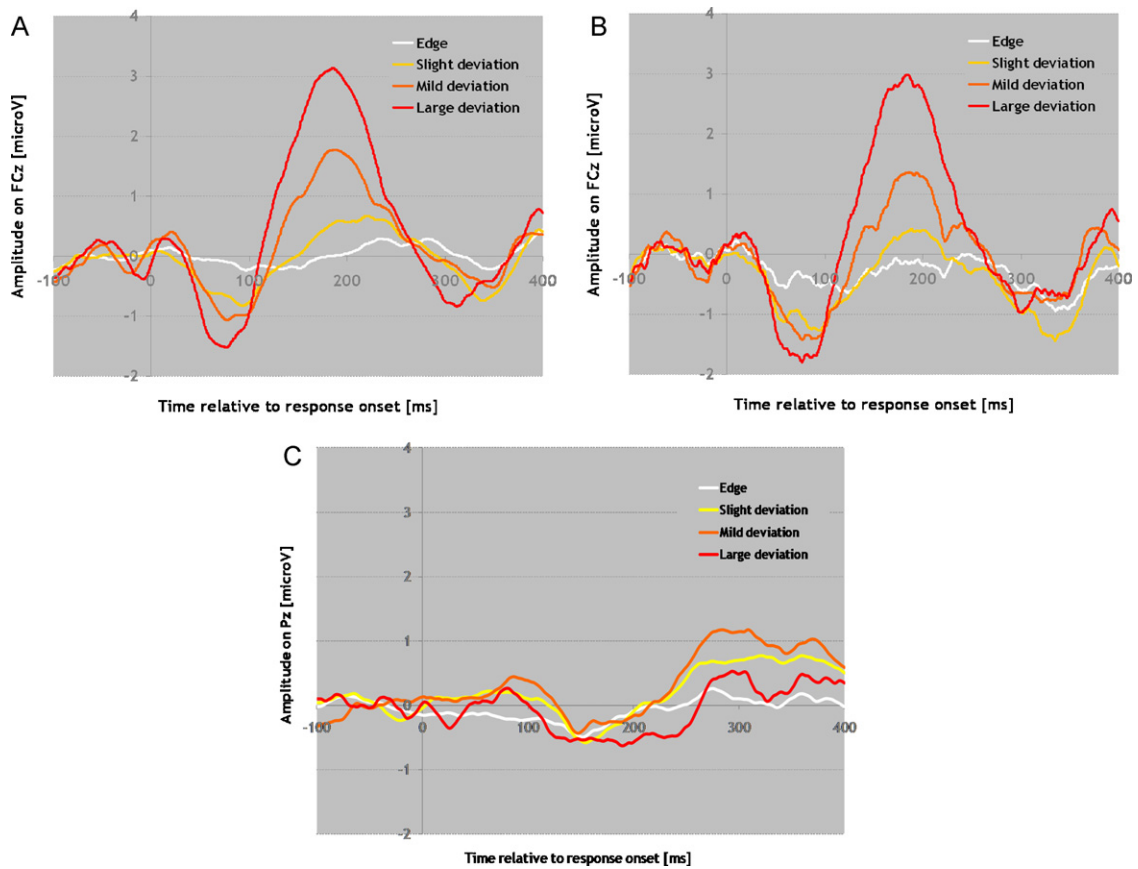 A
Amplitude on FCz [microV]
4
3
2
1
0
-1
-2
-100
0
100
200
300
400
Edge
Slight deviation
Mild deviation
Large deviation
Time relative to response onset [ms]
B
Amplitude on FCz [microV]
4
3
2
1
0
-1
-2
-100
0
100
200
300
400
Edge
Slight deviation
Mild deviation
Large deviation
Time relative to response onset [ms]
C
Amplitude on Pz [microV]
4
3
2
1
0
-1
-2
-100
0
100
200
300
400
Edge
Slight deviation
Mild deviation
Large deviation
Time relative to response onset [ms]